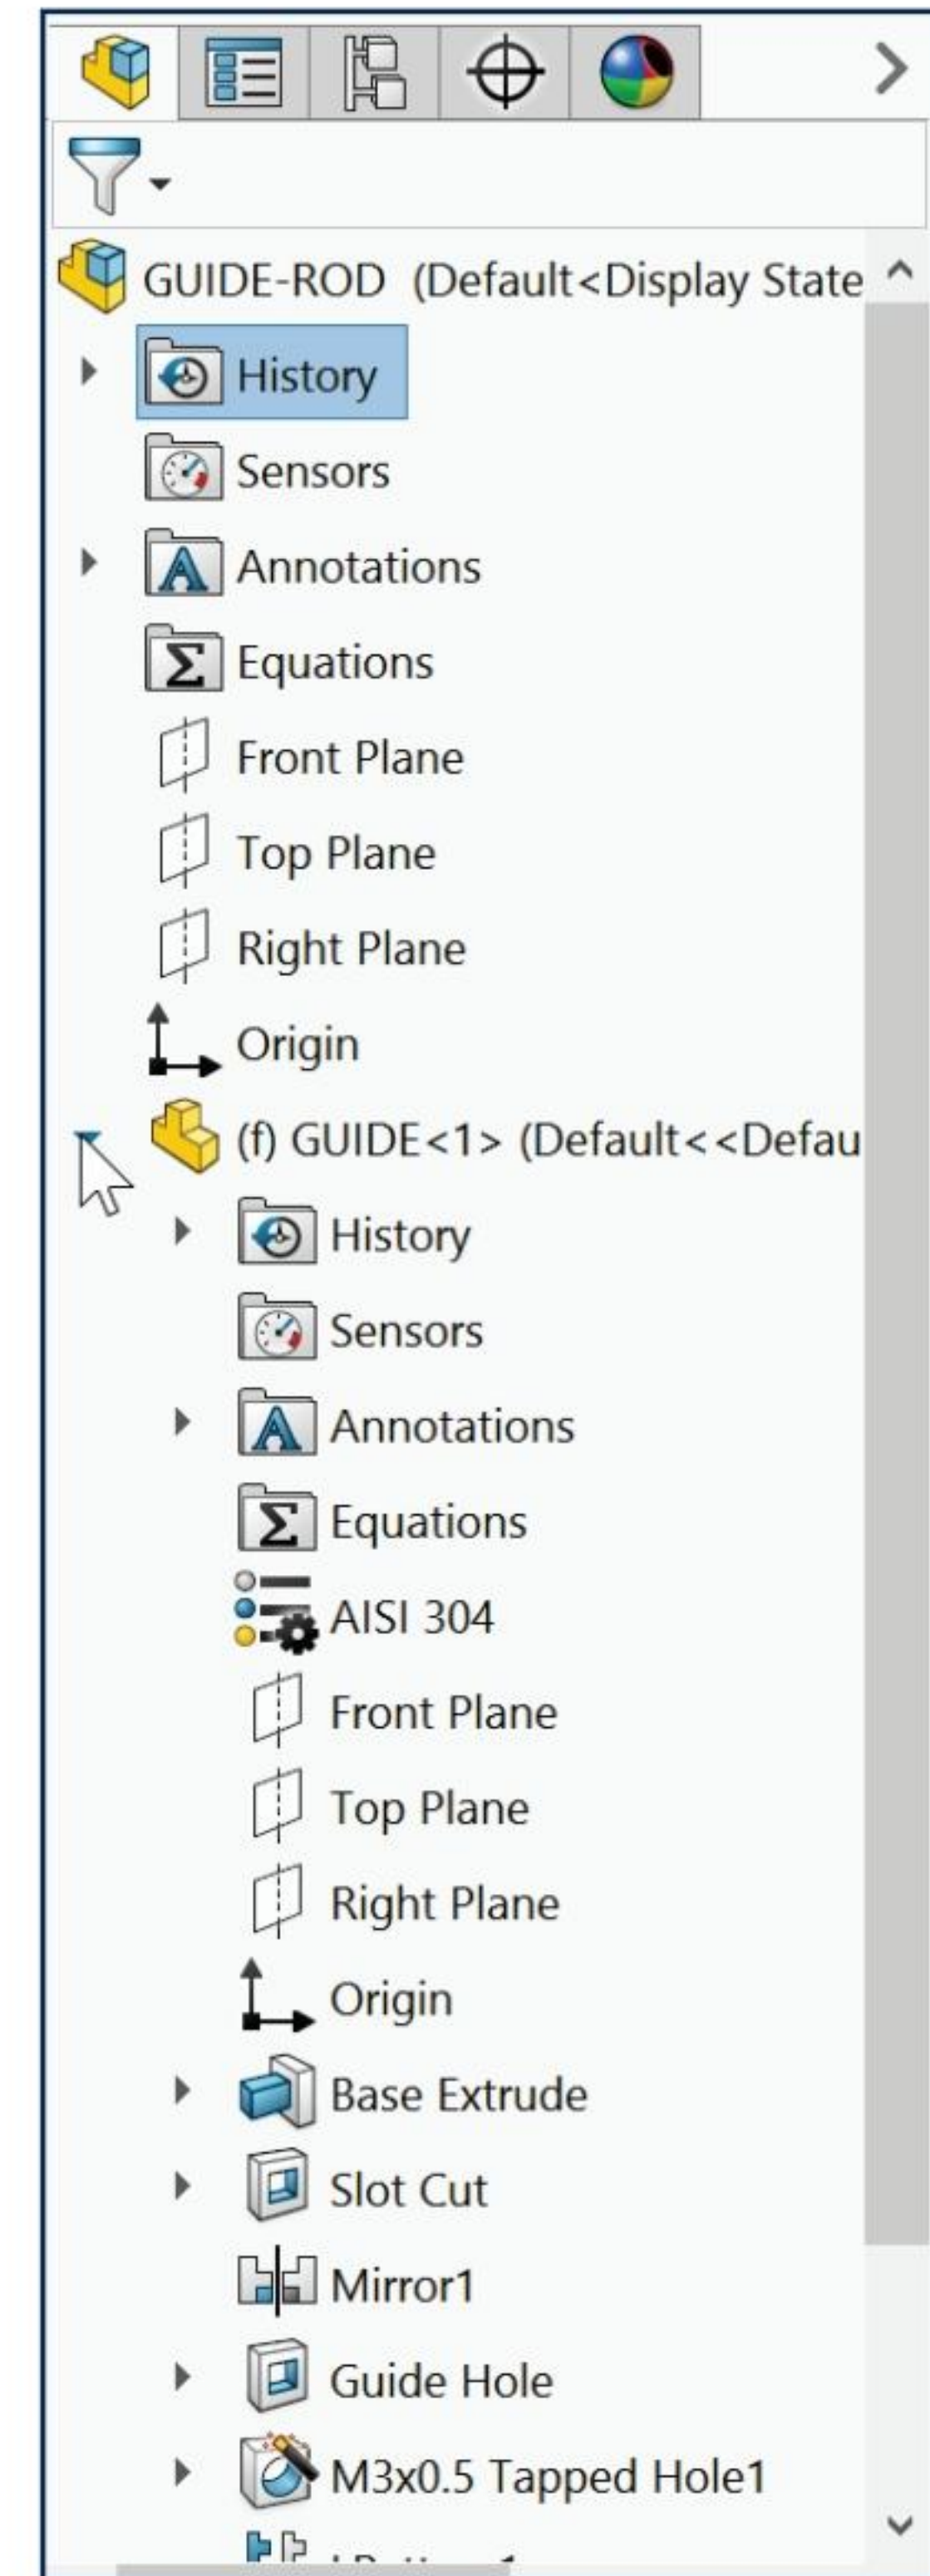 GUIDE-ROD (Default<Display State
History
Sensors
Annotations
Equations
Front Plane
Top Plane
Right Plane
Origin
(f) GUIDE<1> (Default<<Defau
History
Sensors
Annotations
Equations
AISI 304
Front Plane
Top Plane
Right Plane
Origin
Base Extrude
Slot Cut
Mirror1
Guide Hole
M3x0.5 Tapped Hole1